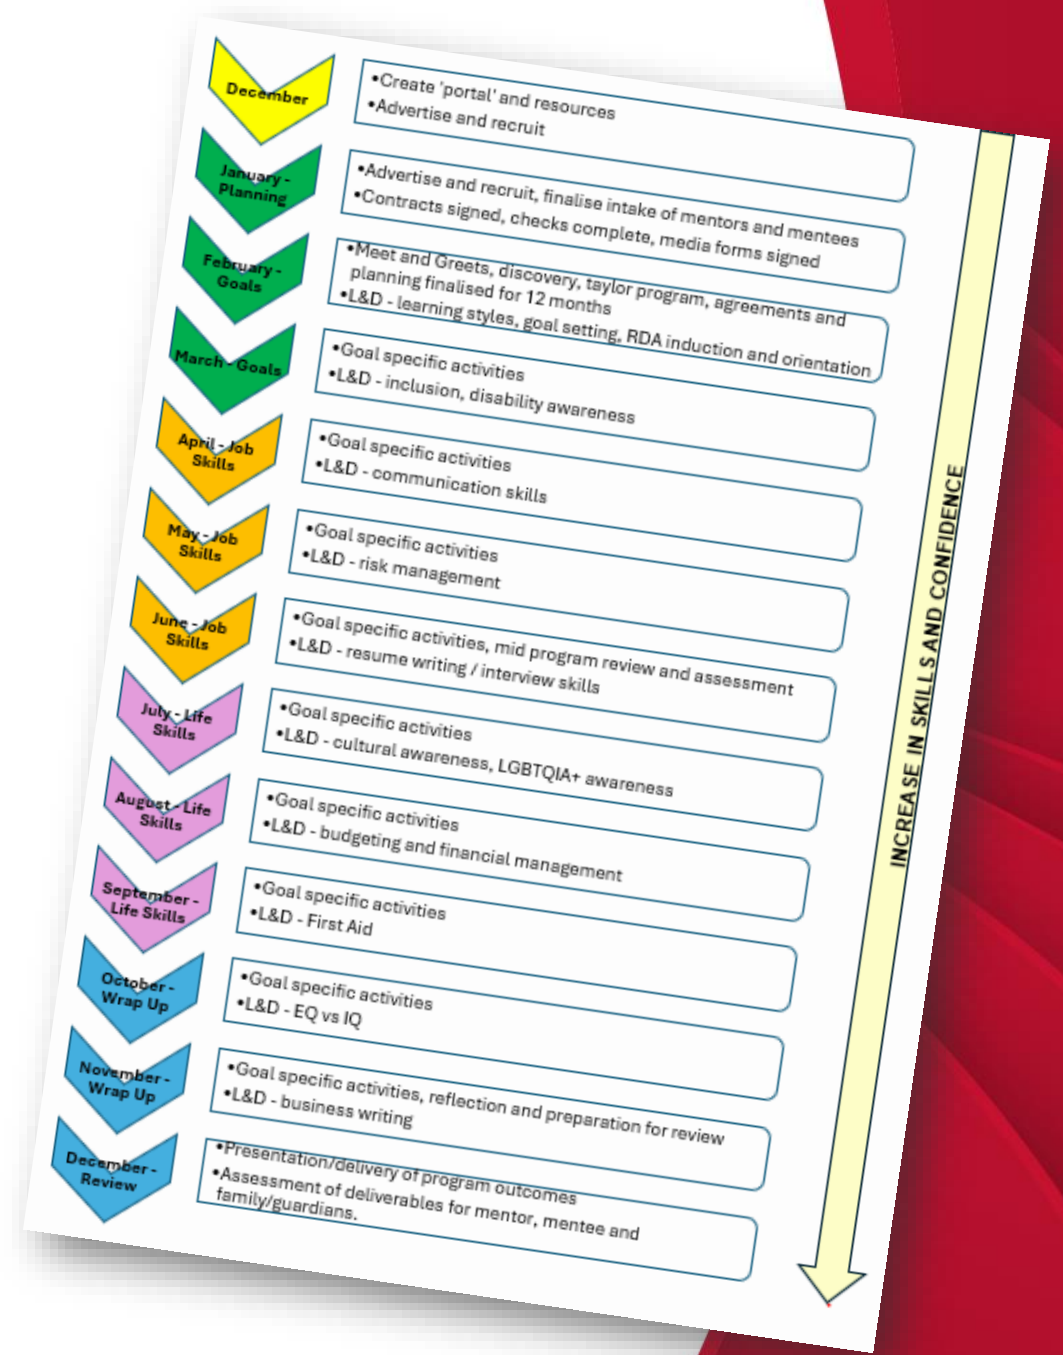 December
•Create 'portal' and resources
•Advertise and recruit
January -
Planning
•Advertise and recruit, finalise intake of mentors and mentees
•Contracts signed, checks complete, media forms signed
February -
Goals
•Meet and Greets, discovery, taylor program, agreements and
planning finalised for 12 months
•L&D - learning styles, goal setting, RDA induction and orientation
March - Goals
•Goal specific activities
•L&D - inclusion, disability awareness
April - Job
Skills
•Goal specific activities
•L&D - communication skills
May - Job
Skills
•Goal specific activities
•L&D - risk management
June - Job
Skills
•Goal specific activities, mid program review and assessment
•L&D - resume writing / interview skills
July - Life
Skills
•Goal specific activities
•L&D - cultural awareness, LGBTQIA+ awareness
August - Life
Skills
•Goal specific activities
•L&D - budgeting and financial management
September -
Life Skills
•Goal specific activities
•L&D - First Aid
October -
Wrap Up
•Goal specific activities
•L&D - EQ vs IQ
November -
Wrap Up
•Goal specific activities, reflection and preparation for review
•L&D - business writing
December -
Review
•Presentation/delivery of program outcomes
•Assessment of deliverables for mentor, mentee and
family/guardians.
INCREASE IN SKILLS AND CONFIDENCE